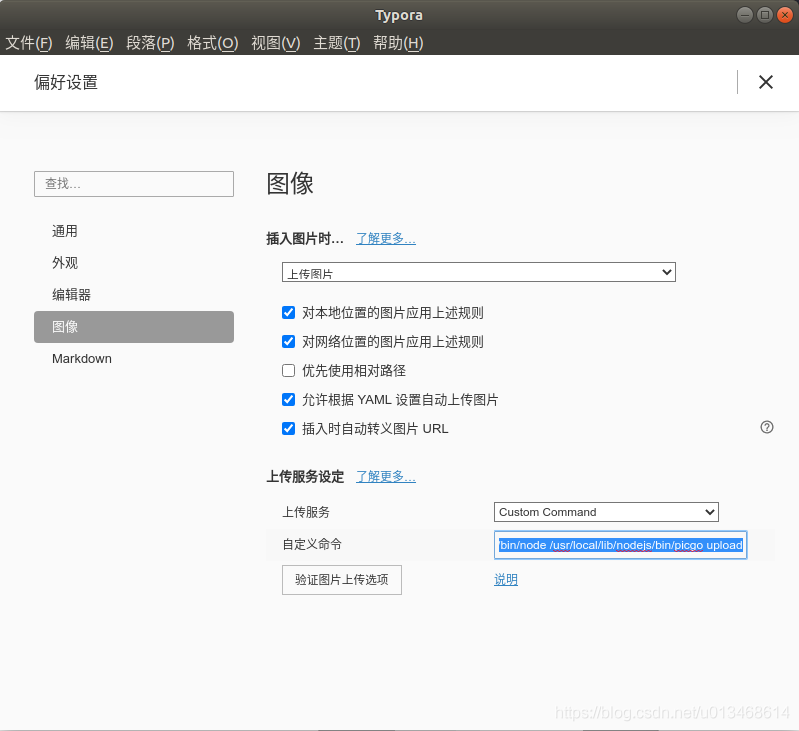 Typora
文件(F) 编辑(E) 段落(P) 格式(O) 视图(V) 主题(T) 帮助(H)
偏好设置
查找…
通用
外观
编辑器
图像
Markdown
图像
插入图片时… 了解更多…
上传图片
对本地位置的图片应用上述规则
对网络位置的图片应用上述规则
优先使用相对路径
允许根据 YAML 设置自动上传图片
插入时自动转义图片 URL
上传服务设定 了解更多…
上传服务 Custom Command
自定义命令 /bin/node /usr/local/lib/nodejs/bin/picgo upload
验证图片上传选项 说明
https://blog.csdn.net/u013468614